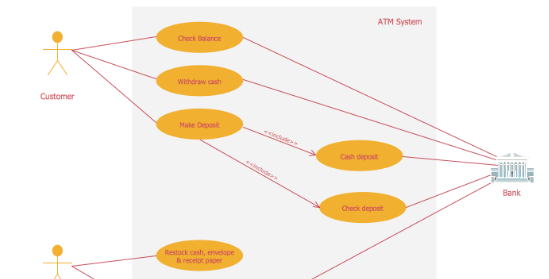 ATM System
Check Balance
Customer
Withdraw cash
Make Deposit
<<include>>
Cash deposit
<<include>>
Bank
Check deposit
Restock cash, envelope
& receipt paper